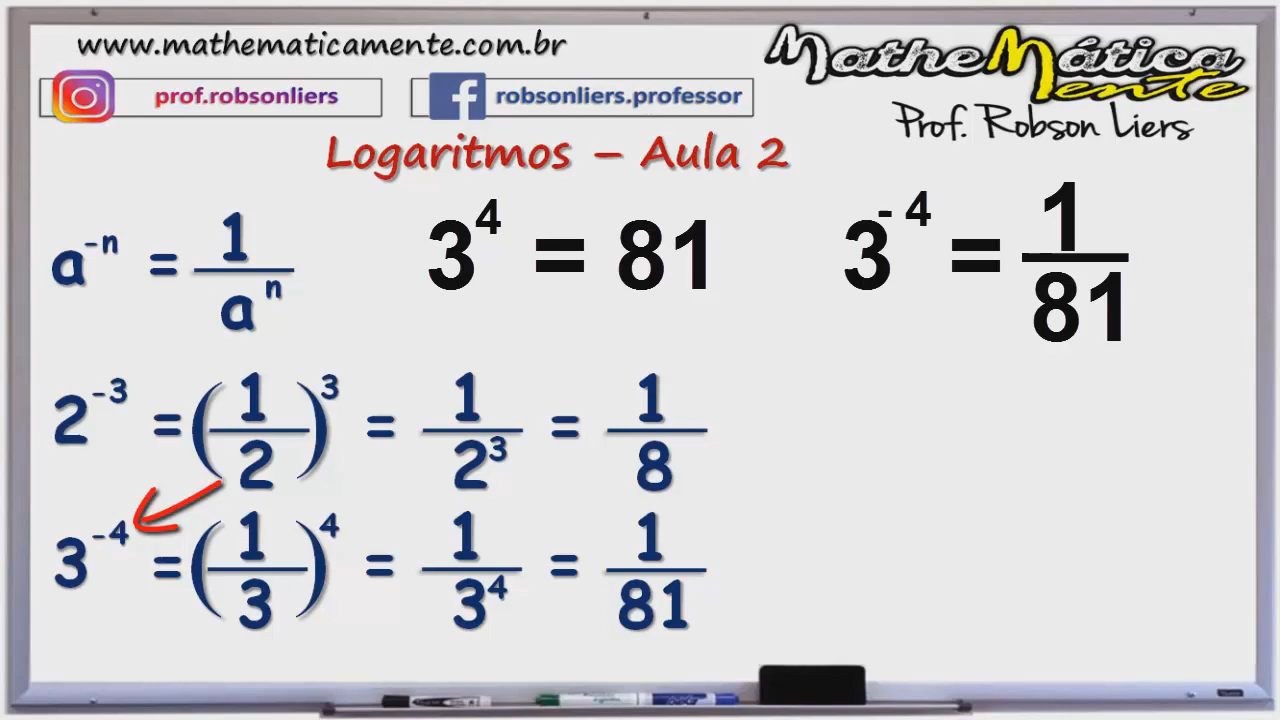 www.mathematicamente.com.br
MatheMática
mente
prof.robsonliers
robsonliers.professor
Prof. Robson Liers
Logaritmos – Aula 2
a⁻ⁿ = 1/aⁿ
3⁴ = 81
3⁻⁴ = 1/81
2⁻³ = (1/2)³ = 1/2³ = 1/8
3⁻⁴ = (1/3)⁴ = 1/3⁴ = 1/81